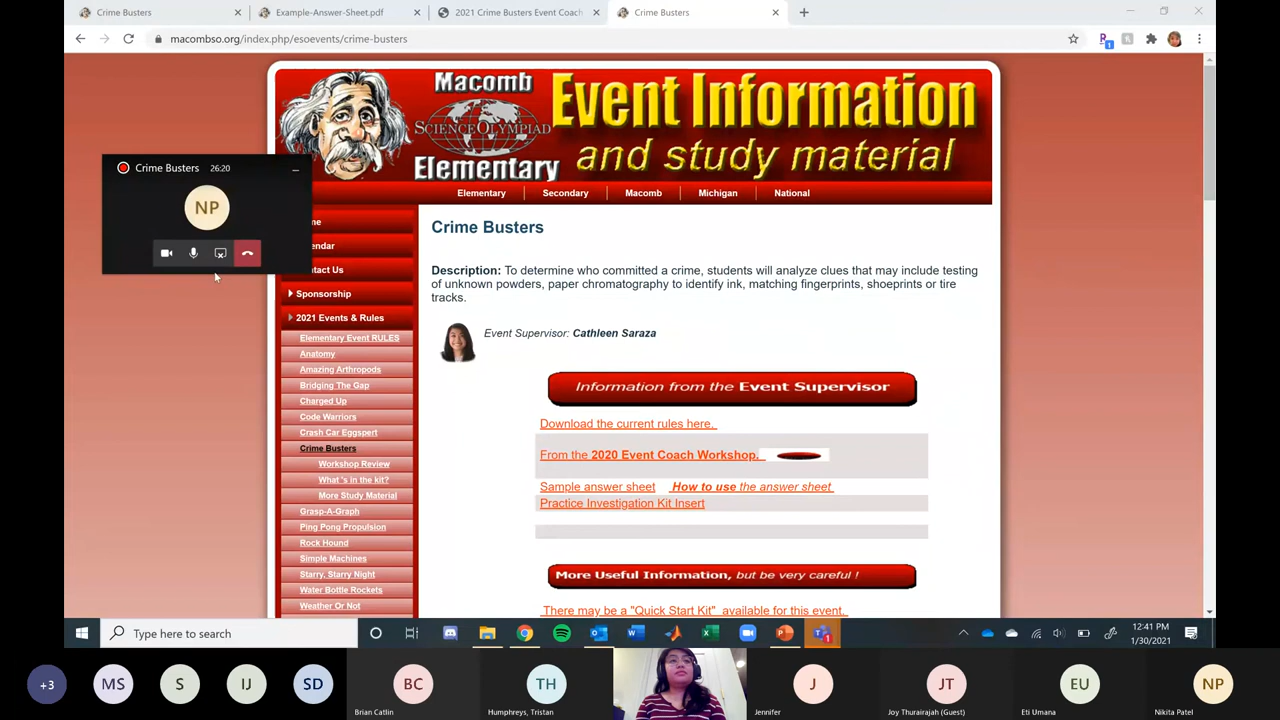 Crime Busters
Example-Answer-Sheet.pdf
2021 Crime Busters Event Coach
Crime Busters
macombso.org/index.php/esoevents/crime-busters
Macomb
SCIENCE OLYMPIAD
Elementary
Event Information
and study material
Elementary
Secondary
Macomb
Michigan
National
Crime Busters 26:20
NP
me
endar
ntact Us
Sponsorship
2021 Events & Rules
Elementary Event RULES
Anatomy
Amazing Arthropods
Bridging The Gap
Charged Up
Code Warriors
Crash Car Eggspert
Crime Busters
Workshop Review
What 's in the kit?
More Study Material
Grasp-A-Graph
Ping Pong Propulsion
Rock Hound
Simple Machines
Starry, Starry Night
Water Bottle Rockets
Weather Or Not
Crime Busters
Description: To determine who committed a crime, students will analyze clues that may include testing
of unknown powders, paper chromatography to identify ink, matching fingerprints, shoeprints or tire
tracks.
Event Supervisor: Cathleen Saraza
Information from the Event Supervisor
Download the current rules here.
From the 2020 Event Coach Workshop.
Sample answer sheet How to use the answer sheet
Practice Investigation Kit Insert
More Useful Information, but be very careful !
There may be a "Quick Start Kit" available for this event.
Type here to search
12:41 PM
1/30/2021
+3
MS
S
IJ
SD
BC
Brian Catlin
TH
Humphreys, Tristan
J
Jennifer
JT
Joy Thurairajah (Guest)
EU
Eti Umana
NP
Nikita Patel